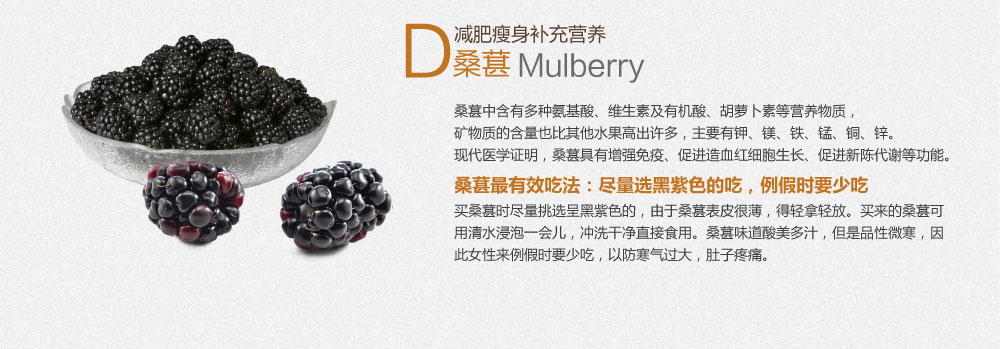 D 减肥瘦身补充营养
桑葚 Mulberry
桑葚中含有多种氨基酸、维生素及有机酸、胡萝卜素等营养物质，
矿物质的含量也比其他水果高出许多，主要有钾、镁、铁、锰、铜、锌。
现代医学证明，桑葚具有增强免疫、促进造血红细胞生长、促进新陈代谢等功能。
桑葚最有效吃法：尽量选黑紫色的吃，例假时要少吃
买桑葚时尽量挑选呈黑紫色的，由于桑葚表皮很薄，得轻拿轻放。买来的桑葚可
用清水浸泡一会儿，冲洗干净直接食用。桑葚味道酸美多汁，但是品性微寒，因
此女性来例假时要少吃，以防寒气过大，肚子疼痛。